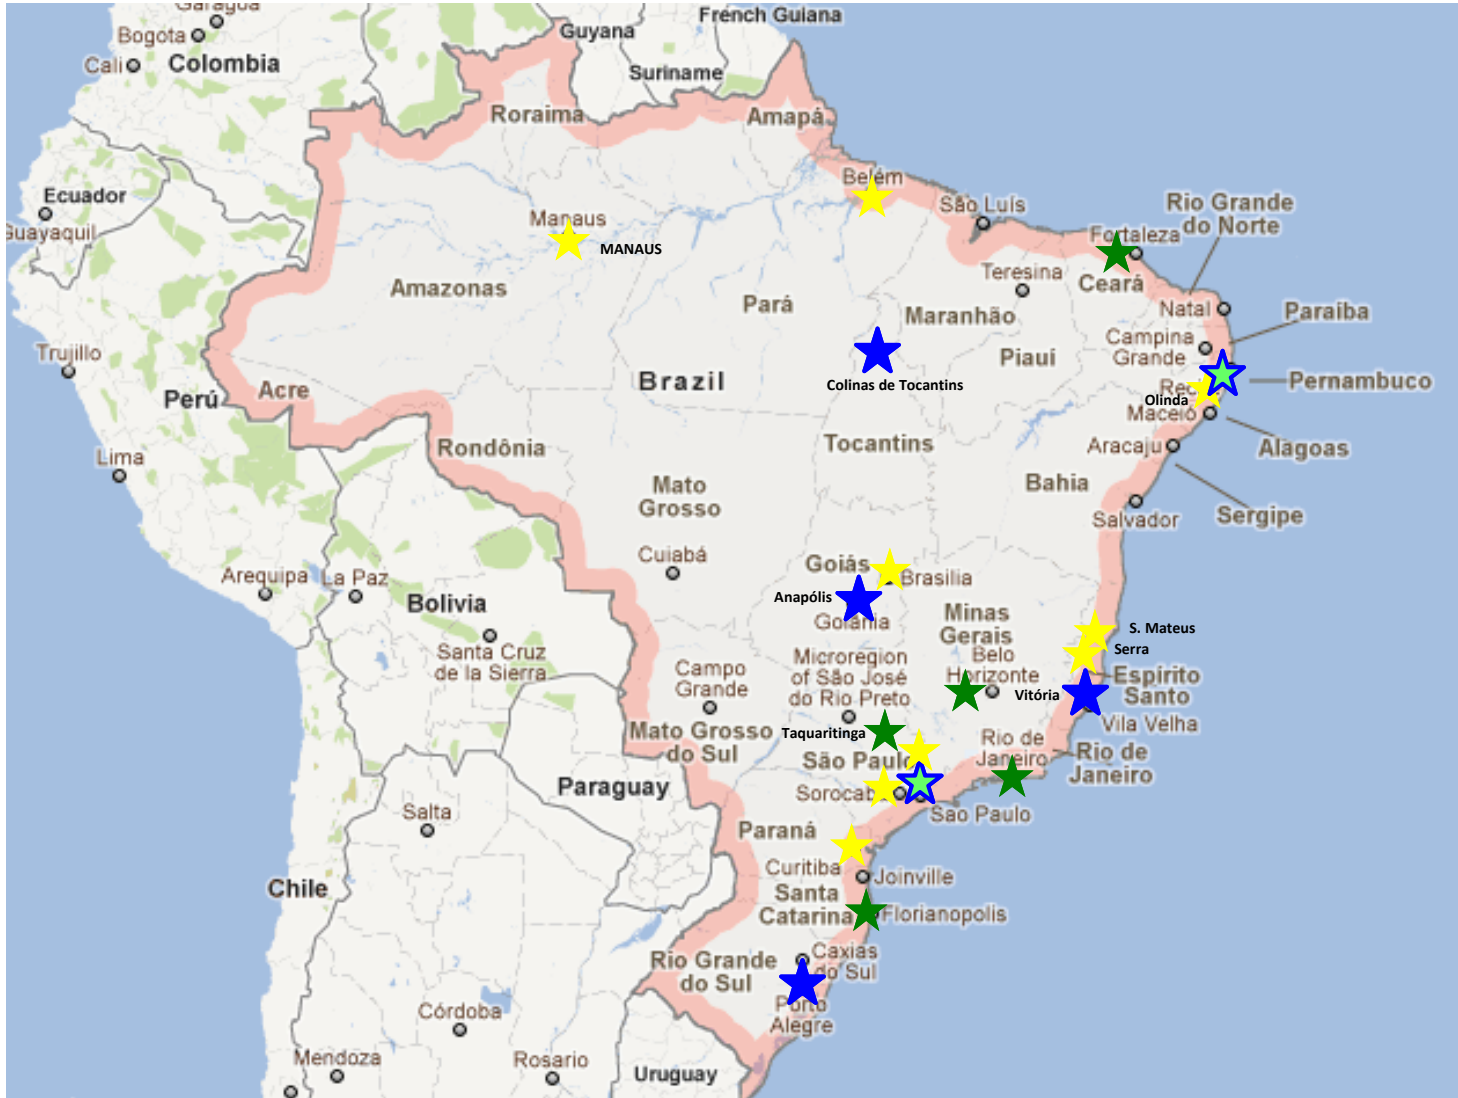 Garagoa
French Guiana
Bogota
Guyana
Cali
Colombia
Suriname
Roraima
Amapá
Belém
Ecuador
São Luís
Rio Grande
do Norte
Guayaquil
Manaus
MANAUS
Fortaleza
Teresina
Ceará
Amazonas
Pará
Maranhão
Natal
Paraíba
Trujillo
Campina
Grande
Piauí
Brazil
Colinas de Tocantins
Pernambuco
Acre
Perú
Olinda
Maceió
Rondônia
Tocantins
Aracaju
Alagoas
Lima
Mato
Grosso
Bahia
Salvador
Sergipe
Cuiabá
Goiás
Brasilia
Arequipa
La Paz
Bolivia
Anapólis
Goiânia
Minas
Gerais
S. Mateus
Serra
Santa Cruz
de la Sierra
Campo
Grande
Microregion
of São José
do Rio Preto
Belo
Horizonte
Vitória
Espírito
Santo
Vila Velha
Mato Grosso
do Sul
Taquaritinga
São Paulo
Rio de
Janeiro
Rio de
Janeiro
Paraguay
Sorocab
Sao Paulo
Salta
Paraná
Curitiba
Joinville
Chile
Santa
Catarina
Florianopolis
Rio Grande
do Sul
Caxias
do Sul
Porto
Alegre
Córdoba
Mendoza
Rosario
Uruguay